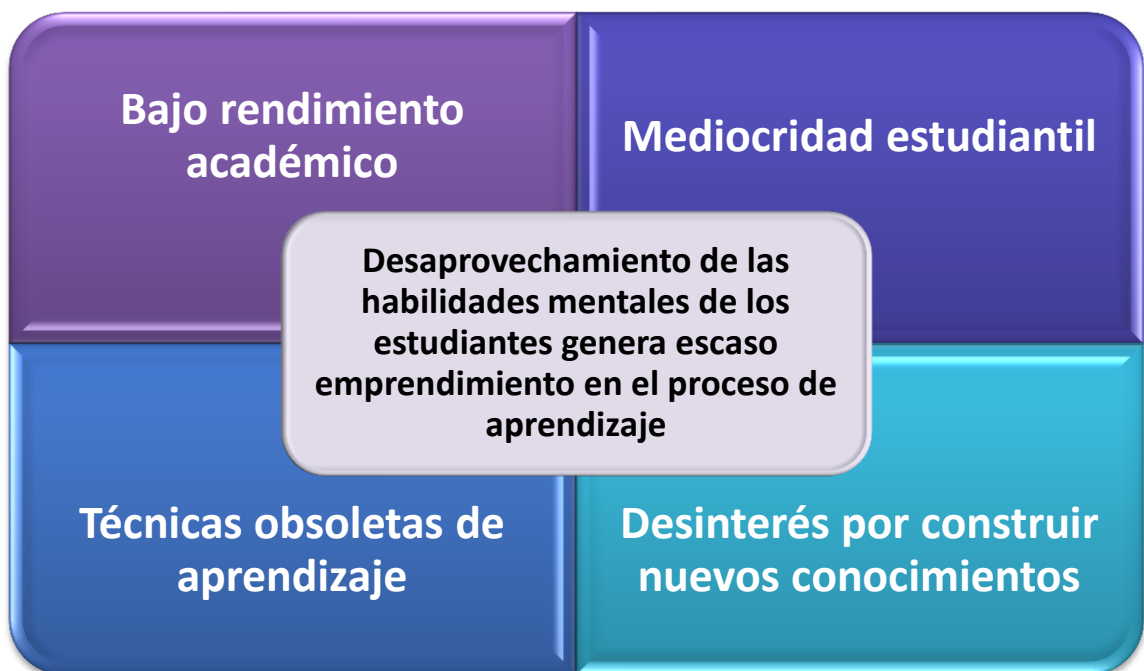 Bajo rendimiento
académico
Mediocridad estudiantil
Desaprovechamiento de las
habilidades mentales de los
estudiantes genera escaso
emprendimiento en el proceso de
aprendizaje
Técnicas obsoletas de
aprendizaje
Desinterés por construir
nuevos conocimientos